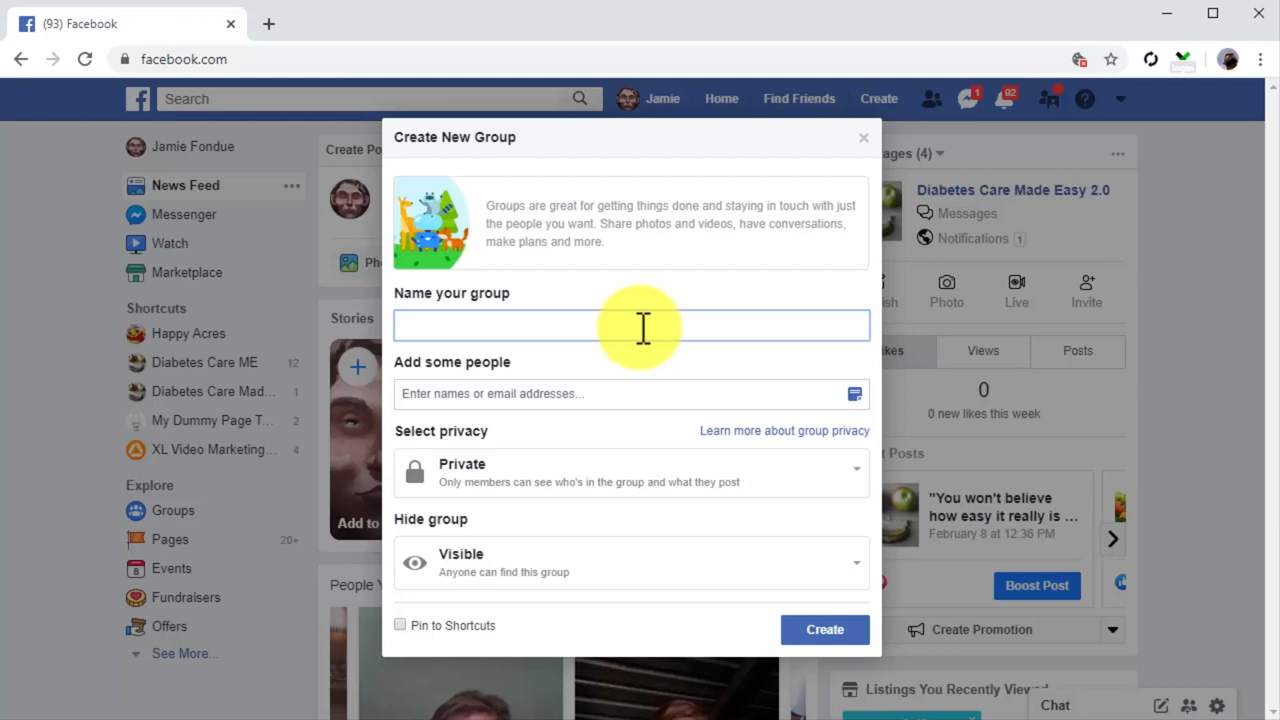 (93) Facebook
facebook.com
Search
Jamie
Home
Find Friends
Create
1
92
Jamie Fondue
News Feed
Messenger
Watch
Marketplace
Shortcuts
Happy Acres
Diabetes Care ME 12
Diabetes Care Mad... 1
My Dummy Page T... 2
XL Video Marketing... 4
Explore
Groups
Pages 20+
Events
Fundraisers
Offers
See More...
Create Po
Ph
Stories
Add to
People Y
Create New Group
Groups are great for getting things done and staying in touch with just
the people you want. Share photos and videos, have conversations,
make plans and more.
Name your group
Add some people
Enter names or email addresses...
Select privacy
Learn more about group privacy
Private
Only members can see who's in the group and what they post
Hide group
Visible
Anyone can find this group
Pin to Shortcuts
Create
ages (4)
Diabetes Care Made Easy 2.0
Messages
Notifications 1
sh
Photo
Live
Invite
kes
Views
Posts
0
0 new likes this week
t Posts
"You won't believe
how easy it really is ...
February 8 at 12:36 PM
Boost Post
Create Promotion
Listings You Recently Viewed
Chat